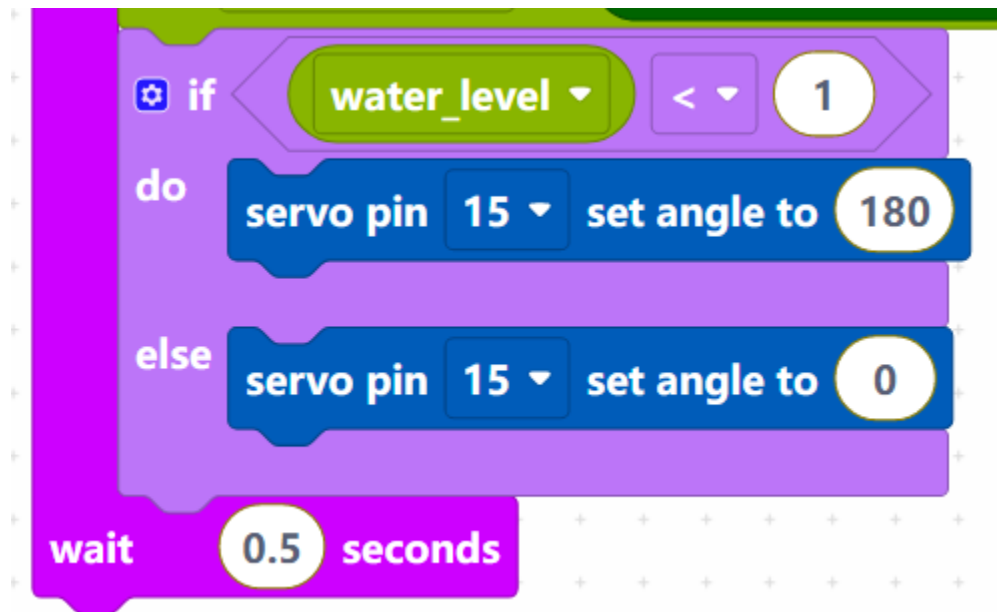 if water_level < 1
do servo pin 15 set angle to 180
else servo pin 15 set angle to 0
wait 0.5 seconds